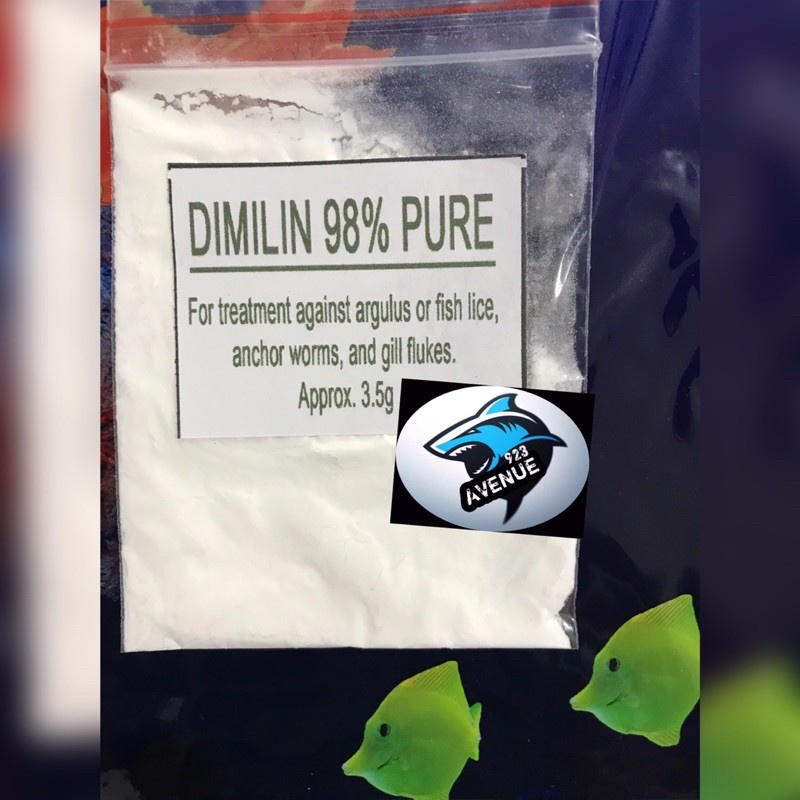 DIMILIN 98% PURE
For treatment against argulus or fish lice,
anchor worms, and gill flukes.
Approx. 3.5g
923
AVENUE